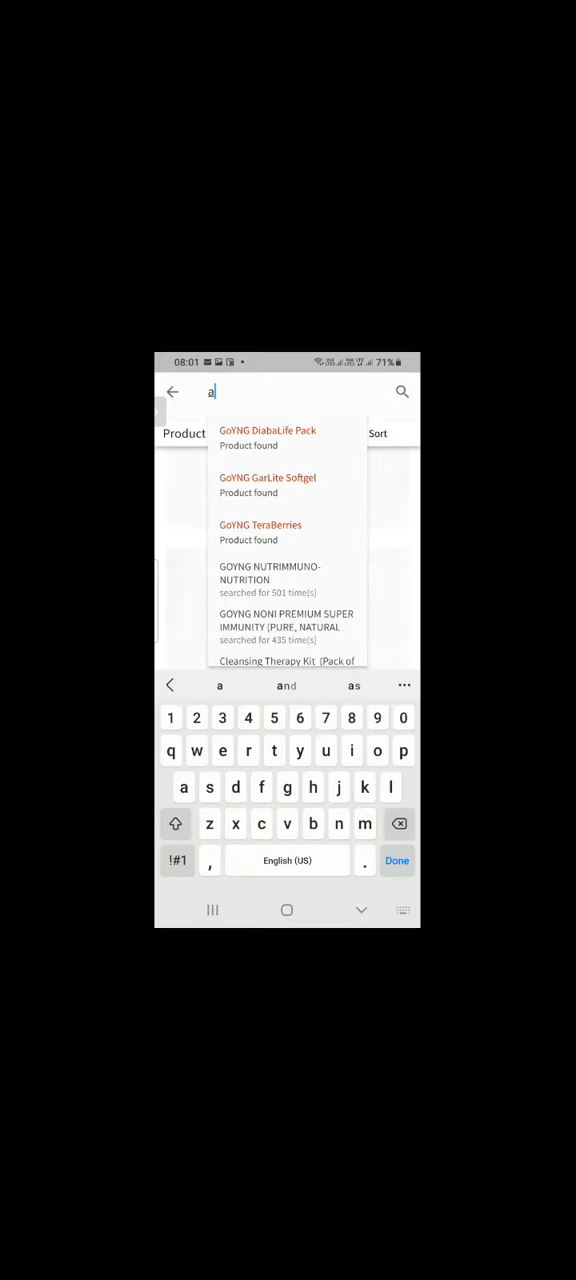 08:01 71%
a
Product Sort
GoYNG DiabaLife Pack
Product found
GoYNG GarLite Softgel
Product found
GoYNG TeraBerries
Product found
GOYNG NUTRIMMUNO-
NUTRITION
searched for 501 time(s)
GOYNG NONI PREMIUM SUPER
IMMUNITY (PURE, NATURAL
searched for 435 time(s)
Cleansing Therapy Kit (Pack of
a and as
1 2 3 4 5 6 7 8 9 0
q w e r t y u i o p
a s d f g h j k l
z x c v b n m
!#1 , English (US) . Done